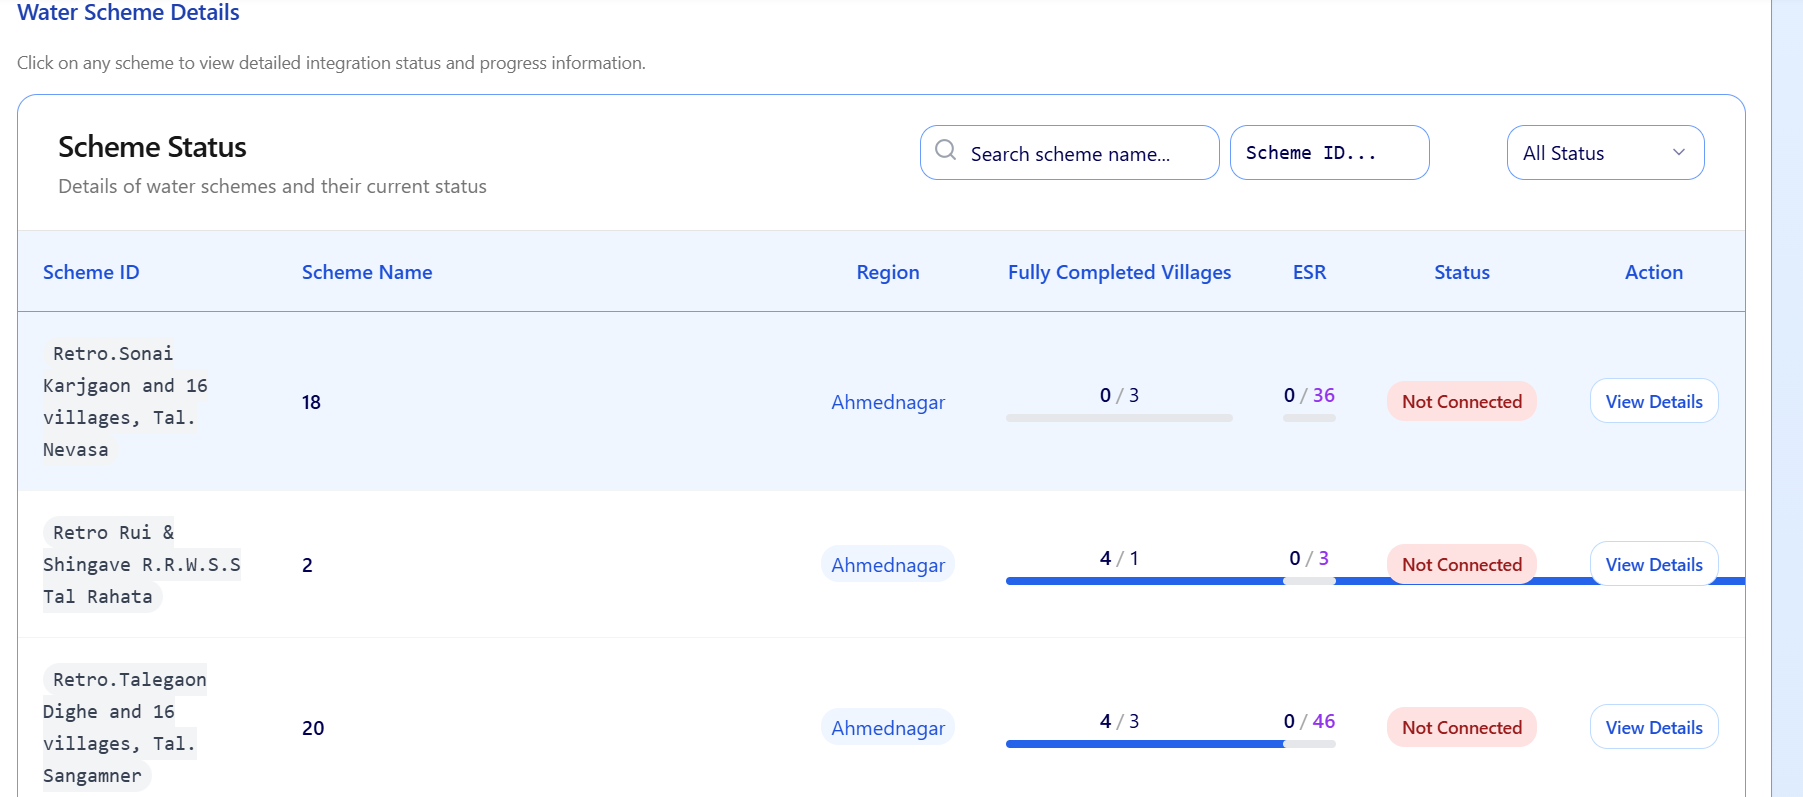 Water Scheme Details
Click on any scheme to view detailed integration status and progress information.
Scheme Status
Details of water schemes and their current status
Search scheme name...
Scheme ID...
All Status
Scheme ID Scheme Name Region Fully Completed Villages ESR Status Action
Retro.Sonai
Karjgaon and 16
villages, Tal.
Nevasa
18
Ahmednagar
0 / 3
0 / 36
Not Connected
View Details
Retro Rui &
Shingave R.R.W.S.S
Tal Rahata
2
Ahmednagar
4 / 1
0 / 3
Not Connected
View Details
Retro.Talegaon
Dighe and 16
villages, Tal.
Sangamner
20
Ahmednagar
4 / 3
0 / 46
Not Connected
View Details